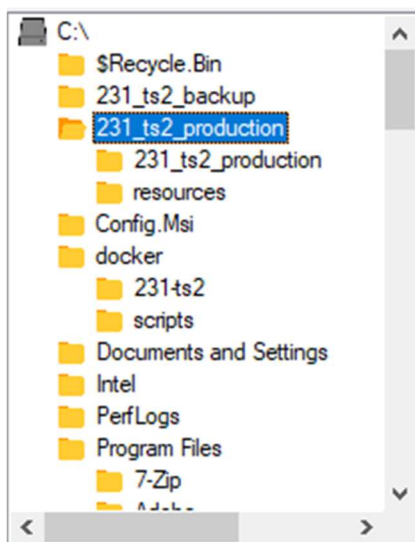 C:\
$Recycle.Bin
231_ts2_backup
231_ts2_production
231_ts2_production
resources
Config.Msi
docker
231-ts2
scripts
Documents and Settings
Intel
PerfLogs
Program Files
7-Zip